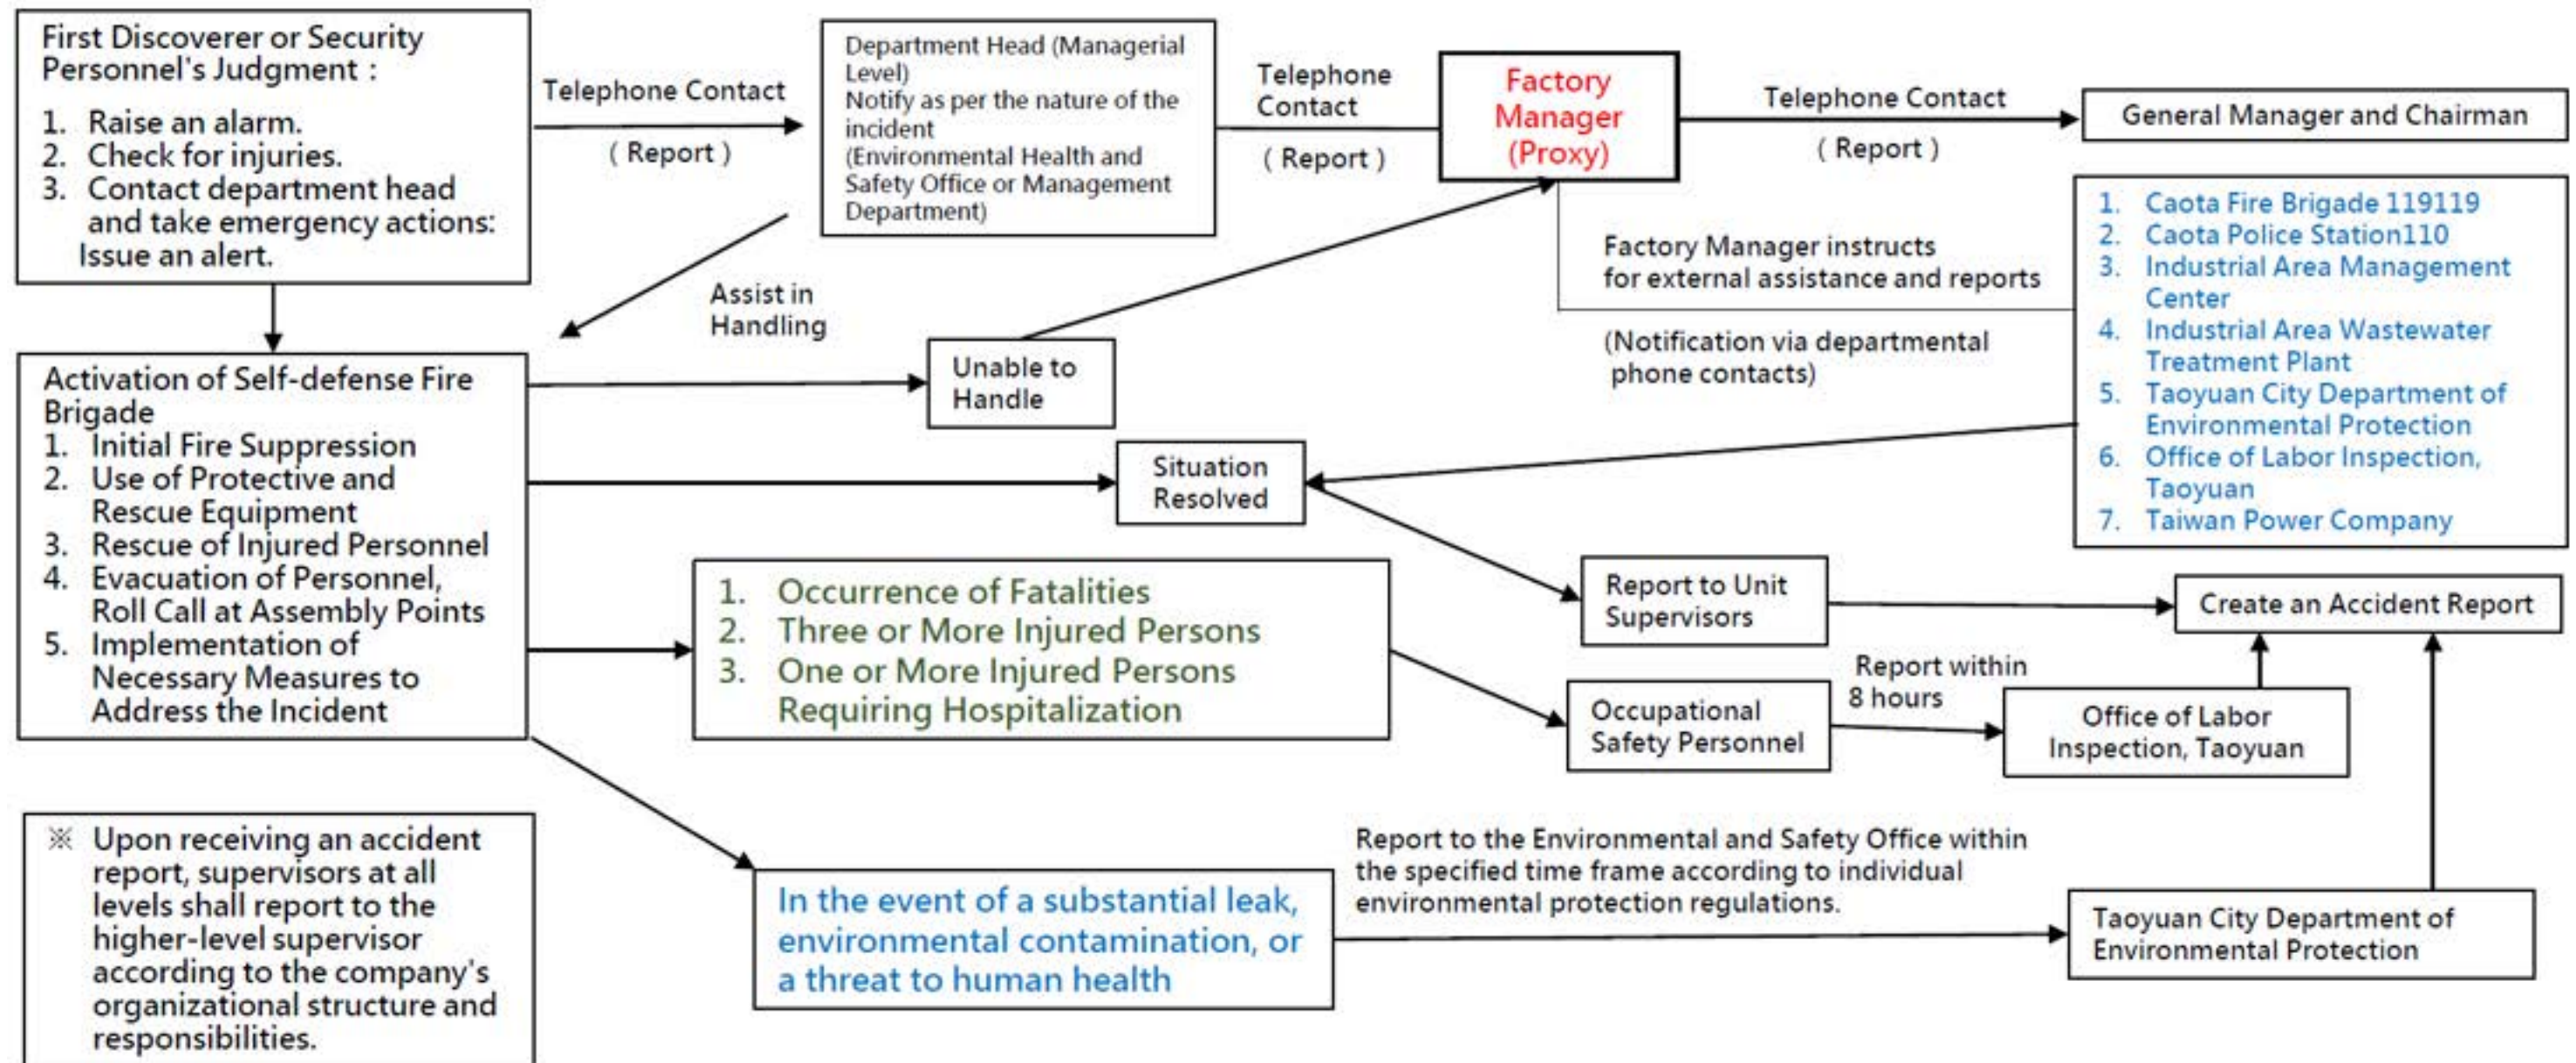 First Discoverer or Security
Personnel's Judgment :
1. Raise an alarm.
2. Check for injuries.
3. Contact department head
and take emergency actions:
Issue an alert.
Telephone Contact
( Report )
Department Head (Managerial
Level)
Notify as per the nature of the
incident
(Environmental Health and
Safety Office or Management
Department)
Telephone
Contact
( Report )
Factory
Manager
(Proxy)
Telephone Contact
( Report )
General Manager and Chairman
Assist in
Handling
Factory Manager instructs
for external assistance and reports
(Notification via departmental
phone contacts)
1. Caota Fire Brigade 119119
2. Caota Police Station110
3. Industrial Area Management
Center
4. Industrial Area Wastewater
Treatment Plant
5. Taoyuan City Department of
Environmental Protection
6. Office of Labor Inspection,
Taoyuan
7. Taiwan Power Company
Activation of Self-defense Fire
Brigade
1. Initial Fire Suppression
2. Use of Protective and
Rescue Equipment
3. Rescue of Injured Personnel
4. Evacuation of Personnel,
Roll Call at Assembly Points
5. Implementation of
Necessary Measures to
Address the Incident
Unable to
Handle
Situation
Resolved
1. Occurrence of Fatalities
2. Three or More Injured Persons
3. One or More Injured Persons
Requiring Hospitalization
Report to Unit
Supervisors
Create an Accident Report
Occupational
Safety Personnel
Report within
8 hours
Office of Labor
Inspection, Taoyuan
※ Upon receiving an accident
report, supervisors at all
levels shall report to the
higher-level supervisor
according to the company's
organizational structure and
responsibilities.
In the event of a substantial leak,
environmental contamination, or
a threat to human health
Report to the Environmental and Safety Office within
the specified time frame according to individual
environmental protection regulations.
Taoyuan City Department of
Environmental Protection